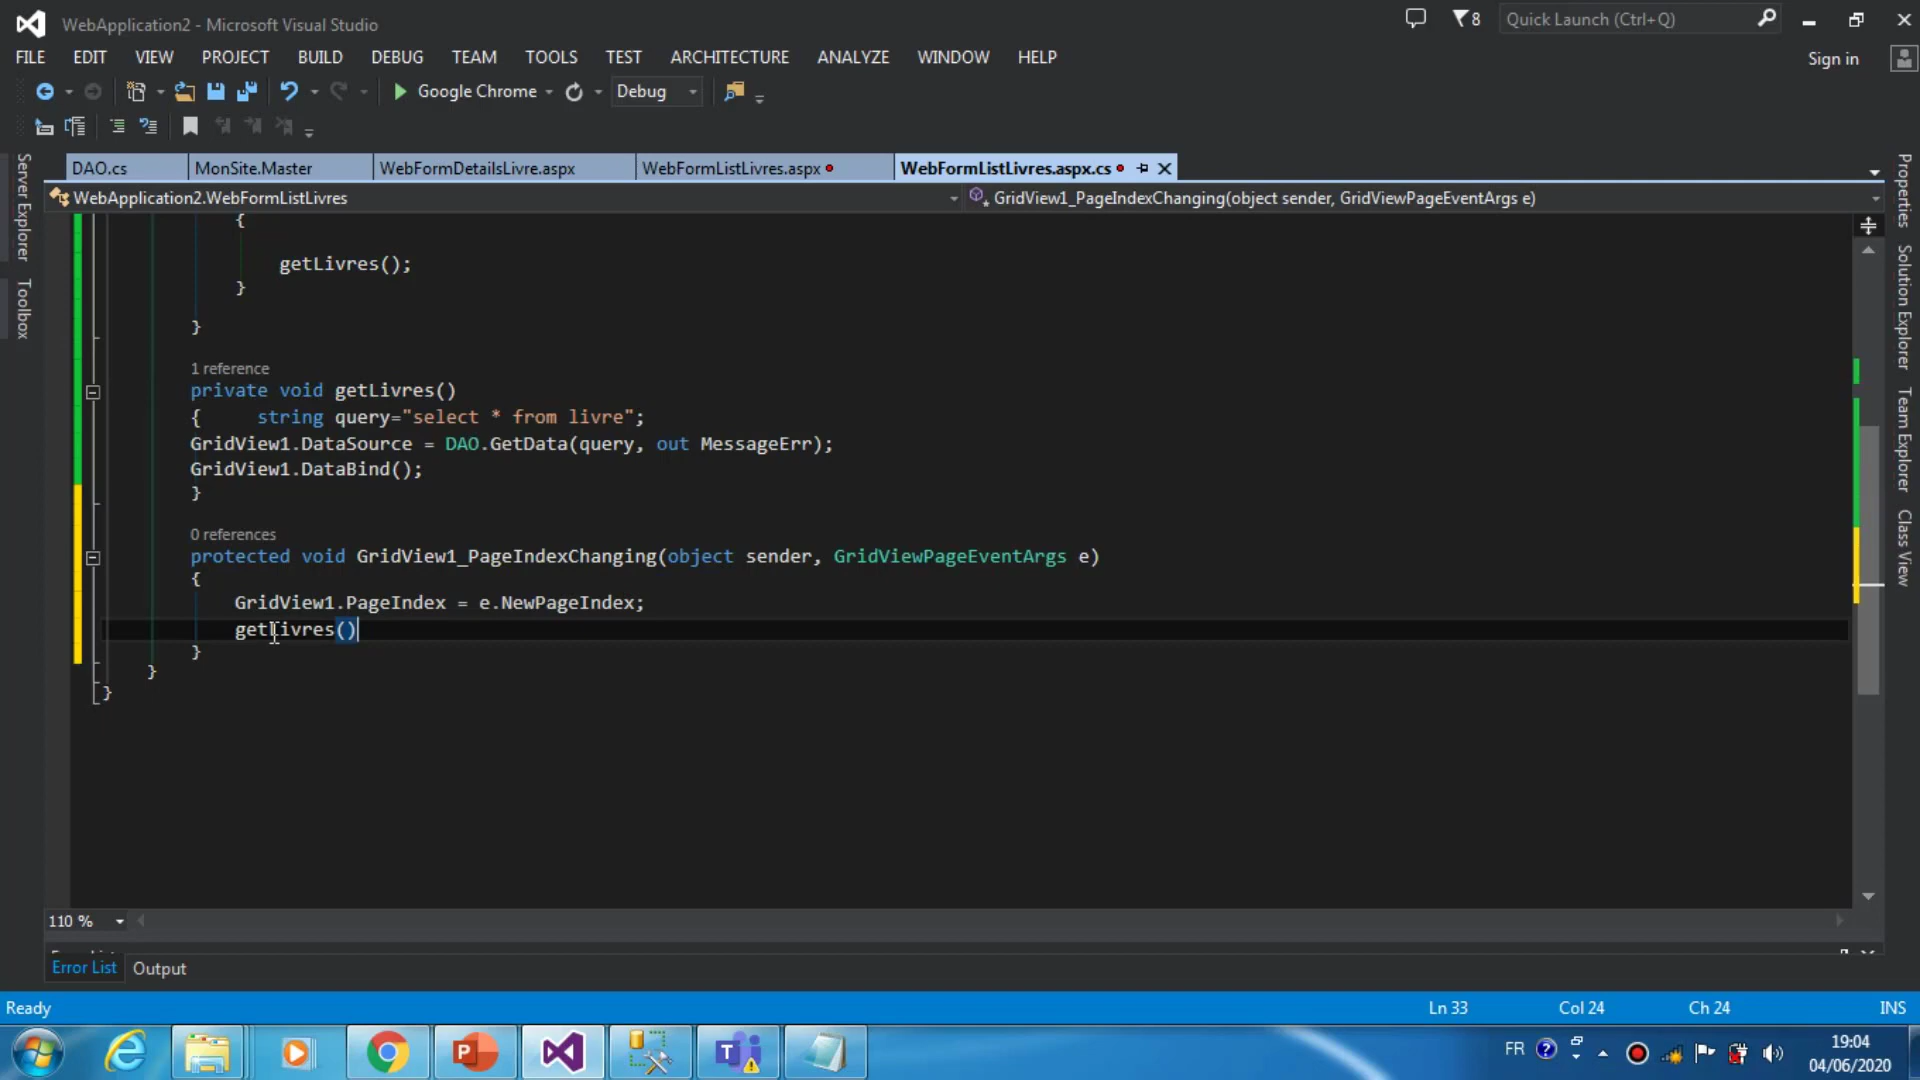 WebApplication2 - Microsoft Visual Studio
8
Quick Launch (Ctrl+Q)
FILE EDIT VIEW PROJECT BUILD DEBUG TEAM TOOLS TEST ARCHITECTURE ANALYZE WINDOW HELP
Sign in
Google Chrome
Debug
DAO.cs
MonSite.Master
WebFormDetailsLivre.aspx
WebFormListLivres.aspx
WebFormListLivres.aspx.cs
WebApplication2.WebFormListLivres
GridView1_PageIndexChanging(object sender, GridViewPageEventArgs e)
Server Explorer
Toolbox
{
getLivres();
}
}
1 reference
private void getLivres()
{ string query="select * from livre";
GridView1.DataSource = DAO.GetData(query, out MessageErr);
GridView1.DataBind();
}
0 references
protected void GridView1_PageIndexChanging(object sender, GridViewPageEventArgs e)
{
GridView1.PageIndex = e.NewPageIndex;
getLivres()
}
}
}
Properties
Solution Explorer
Team Explorer
Class View
110 %
Error List
Output
Ready
Ln 33
Col 24
Ch 24
INS
FR
19:04
04/06/2020